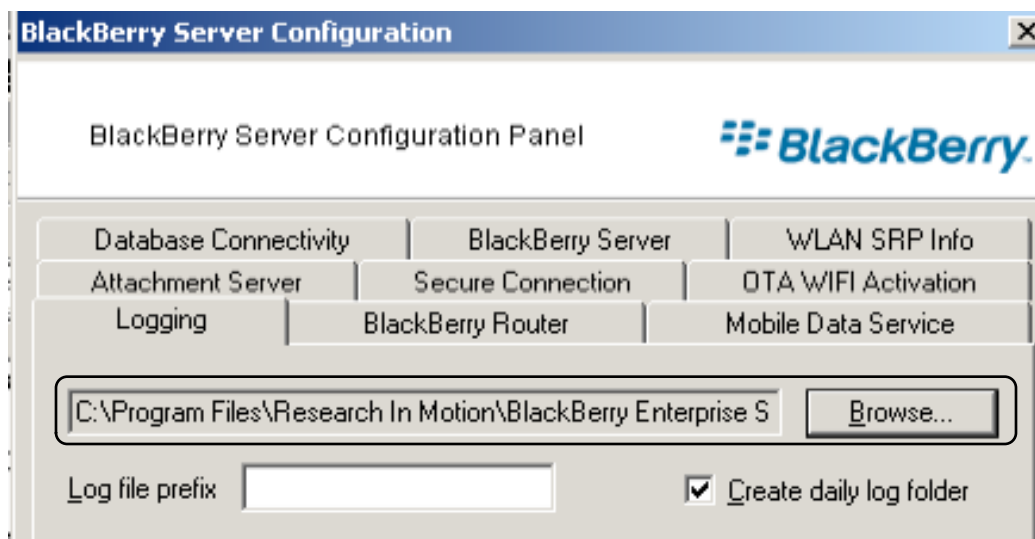 BlackBerry Server Configuration
BlackBerry Server Configuration Panel
BlackBerry
Database Connectivity BlackBerry Server WLAN SRP Info
Attachment Server Secure Connection OTA WIFI Activation
Logging BlackBerry Router Mobile Data Service
C:\Program Files\Research In Motion\BlackBerry Enterprise S Browse...
Log file prefix Create daily log folder